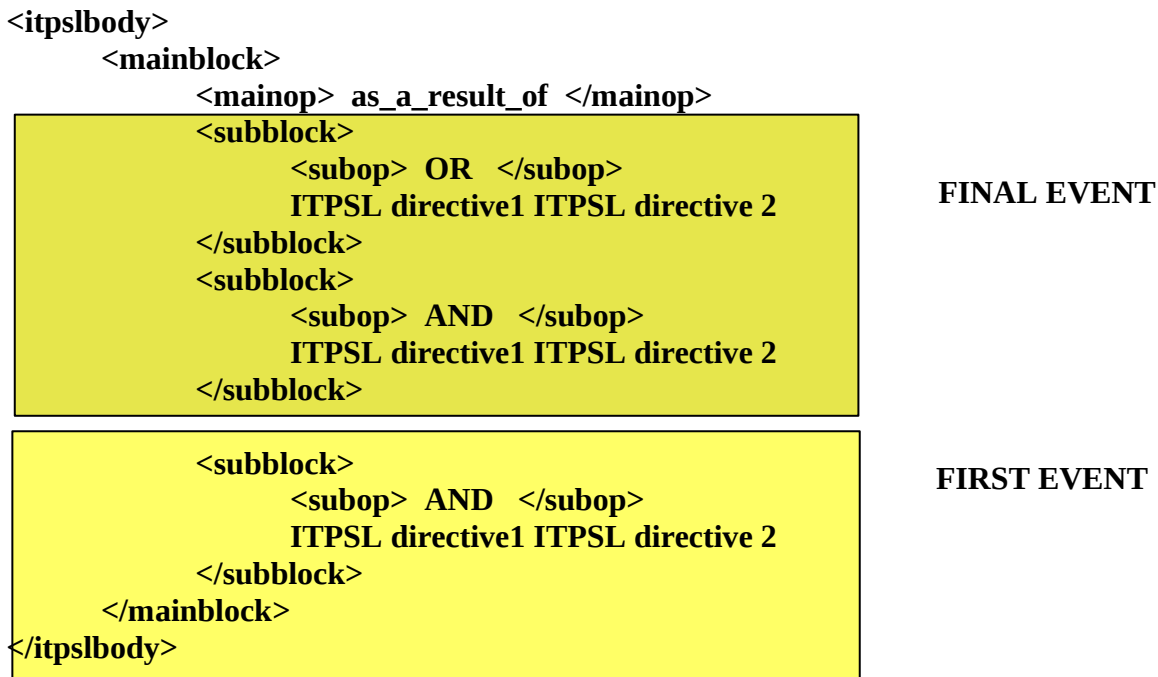 <itpslbody>
<mainblock>
<mainop> as_a_result_of </mainop>
<subblock>
<subop> OR </subop>
ITPSL directive1 ITPSL directive 2
</subblock>
<subblock>
<subop> AND </subop>
ITPSL directive1 ITPSL directive 2
</subblock>
FINAL EVENT
<subblock>
<subop> AND </subop>
ITPSL directive1 ITPSL directive 2
</subblock>
</mainblock>
</itpslbody>
FIRST EVENT